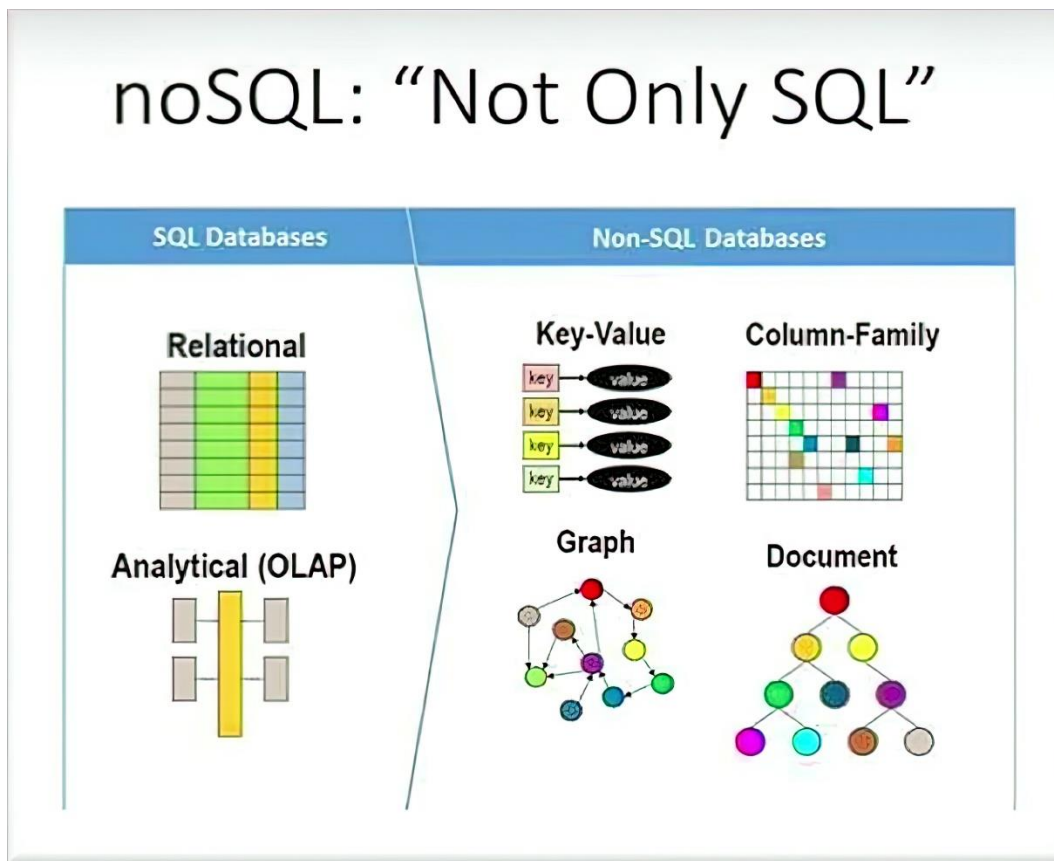 noSQL: “Not Only SQL”
SQL Databases
Non-SQL Databases
Relational
Analytical (OLAP)
Key-Value
key value
key value
key value
key value
Column-Family
Graph
Document